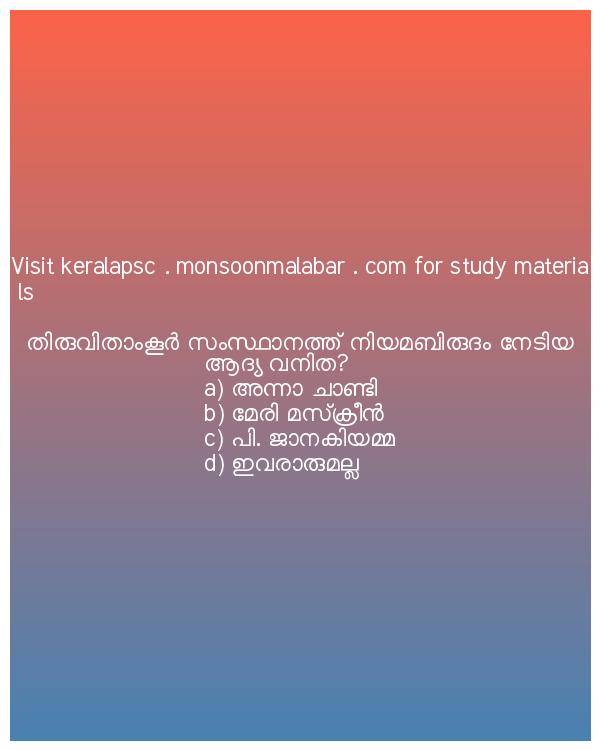 Visit keralapsc . monsoonmalabar . com for study materia
ls
തിരുവിതാംകൂർ സംസ്ഥാനത്ത് നിയമബിരുദം നേടിയ
ആദ്യ വനിത?
a) അന്നാ ചാണ്ടി
b) മേരി മസ്ക്രീൻ
c) പി. ജാനകിയമ്മ
d) ഇവരാരുമല്ല